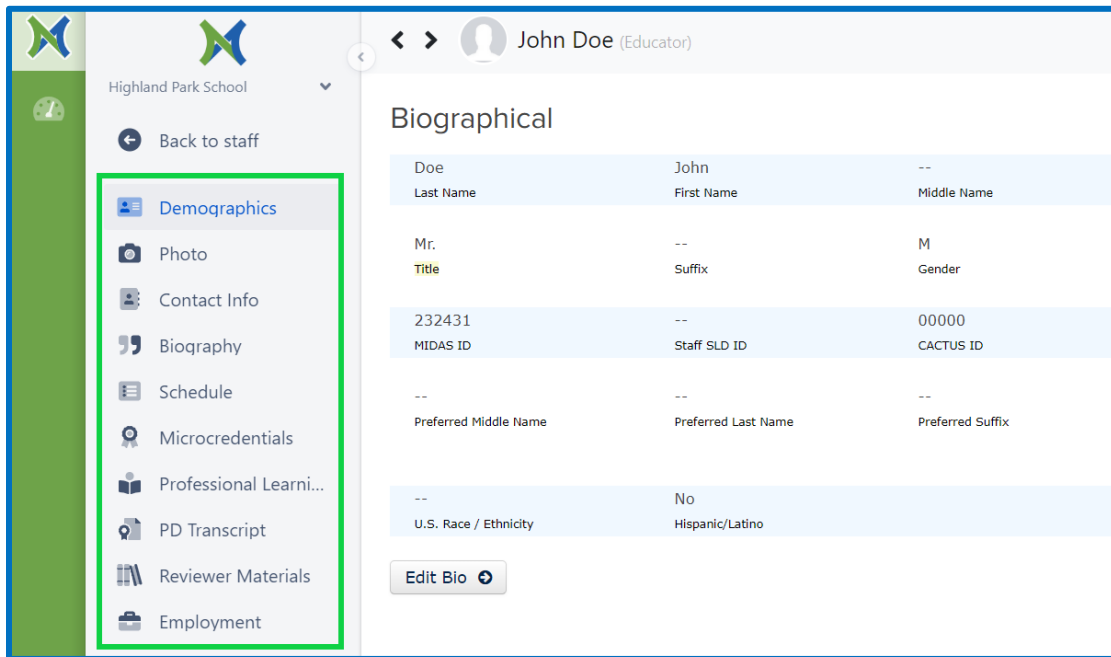 John Doe (Educator)
Highland Park School
Back to staff
Demographics
Photo
Contact Info
Biography
Schedule
Microcredentials
Professional Learni...
PD Transcript
Reviewer Materials
Employment
Biographical
Doe John --
Last Name First Name Middle Name
Mr. -- M
Title Suffix Gender
232431 -- 00000
MIDAS ID Staff SLD ID CACTUS ID
-- -- --
Preferred Middle Name Preferred Last Name Preferred Suffix
-- No
U.S. Race / Ethnicity Hispanic/Latino
Edit Bio